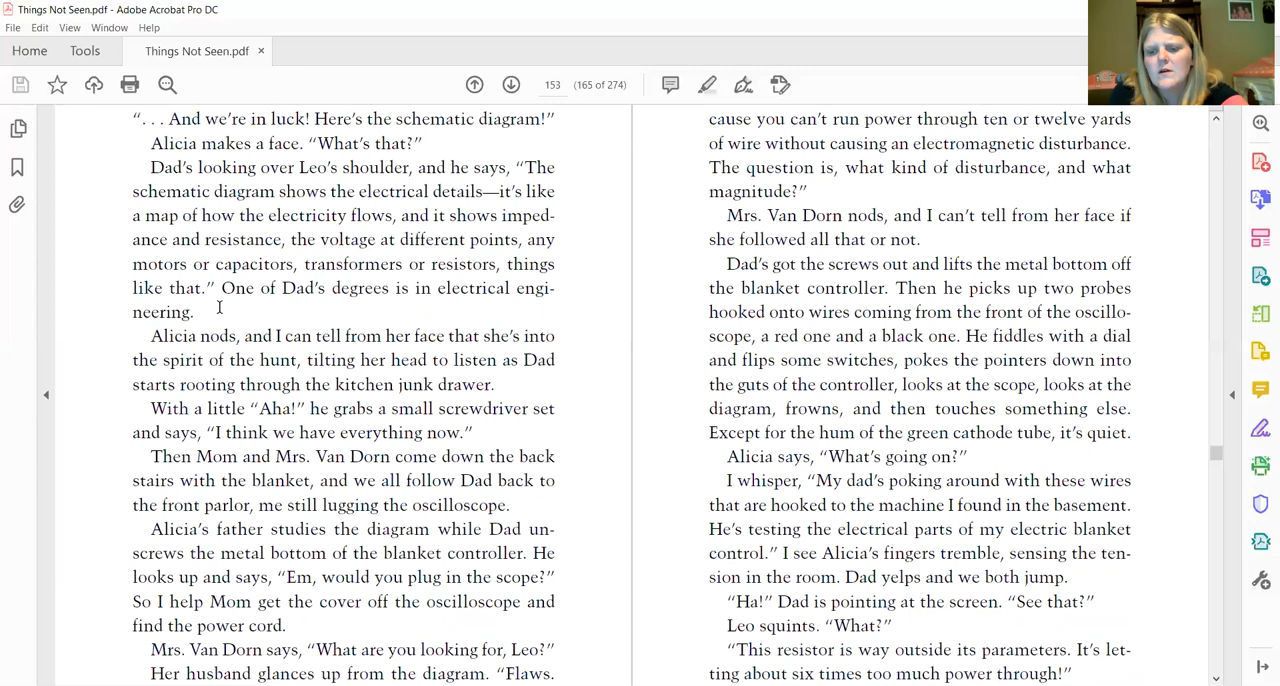 Things Not Seen.pdf - Adobe Acrobat Pro DC
File Edit View Window Help
Home Tools Things Not Seen.pdf ×
153 (165 of 274)
“. . . And we’re in luck! Here’s the schematic diagram!”
Alicia makes a face. “What’s that?”
Dad’s looking over Leo’s shoulder, and he says, “The
schematic diagram shows the electrical details—it’s like
a map of how the electricity flows, and it shows imped-
ance and resistance, the voltage at different points, any
motors or capacitors, transformers or resistors, things
like that.” One of Dad’s degrees is in electrical engi-
neering.
Alicia nods, and I can tell from her face that she’s into
the spirit of the hunt, tilting her head to listen as Dad
starts rooting through the kitchen junk drawer.
With a little “Aha!” he grabs a small screwdriver set
and says, “I think we have everything now.”
Then Mom and Mrs. Van Dorn come down the back
stairs with the blanket, and we all follow Dad back to
the front parlor, me still lugging the oscilloscope.
Alicia’s father studies the diagram while Dad un-
screws the metal bottom of the blanket controller. He
looks up and says, “Em, would you plug in the scope?”
So I help Mom get the cover off the oscilloscope and
find the power cord.
Mrs. Van Dorn says, “What are you looking for, Leo?”
Her husband glances up from the diagram. “Flaws.
cause you can’t run power through ten or twelve yards
of wire without causing an electromagnetic disturbance.
The question is, what kind of disturbance, and what
magnitude?”
Mrs. Van Dorn nods, and I can’t tell from her face if
she followed all that or not.
Dad’s got the screws out and lifts the metal bottom off
the blanket controller. Then he picks up two probes
hooked onto wires coming from the front of the oscillo-
scope, a red one and a black one. He fiddles with a dial
and flips some switches, pokes the pointers down into
the guts of the controller, looks at the scope, looks at the
diagram, frowns, and then touches something else.
Except for the hum of the green cathode tube, it’s quiet.
Alicia says, “What’s going on?”
I whisper, “My dad’s poking around with these wires
that are hooked to the machine I found in the basement.
He’s testing the electrical parts of my electric blanket
control.” I see Alicia’s fingers tremble, sensing the ten-
sion in the room. Dad yelps and we both jump.
“Ha!” Dad is pointing at the screen. “See that?”
Leo squints. “What?”
“This resistor is way outside its parameters. It’s let-
ting about six times too much power through!”